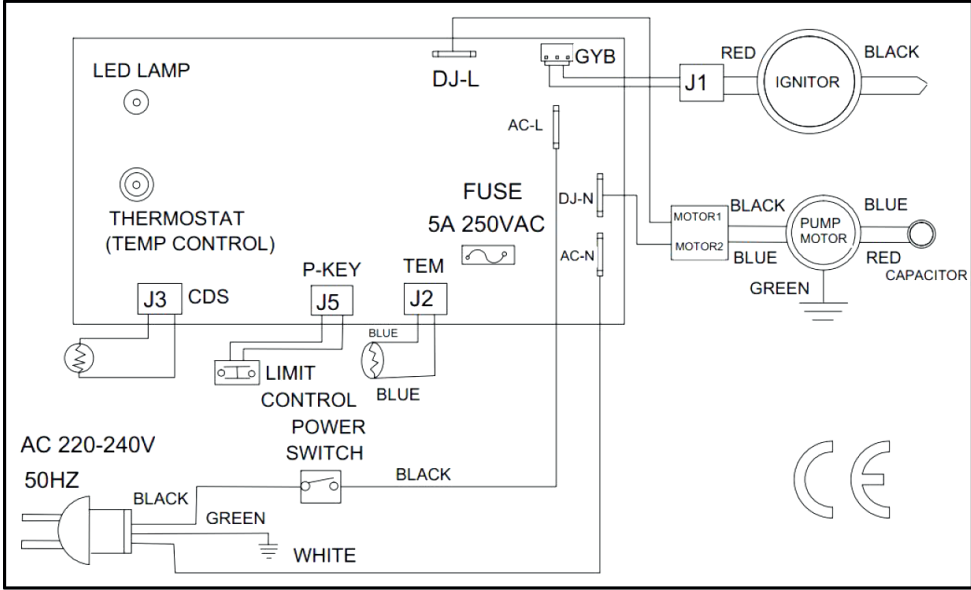 LED LAMP
DJ-L
GYB
J1
RED
IGNITOR
BLACK
AC-L
THERMOSTAT
(TEMP CONTROL)
FUSE
5A 250VAC
DJ-N
AC-N
MOTOR1
MOTOR2
BLACK
BLUE
PUMP
MOTOR
BLUE
RED
CAPACITOR
GREEN
J3
CDS
P-KEY
J5
TEM
J2
BLUE
BLUE
LIMIT
CONTROL
POWER
SWITCH
AC 220-240V
50HZ
BLACK
BLACK
GREEN
WHITE
CE